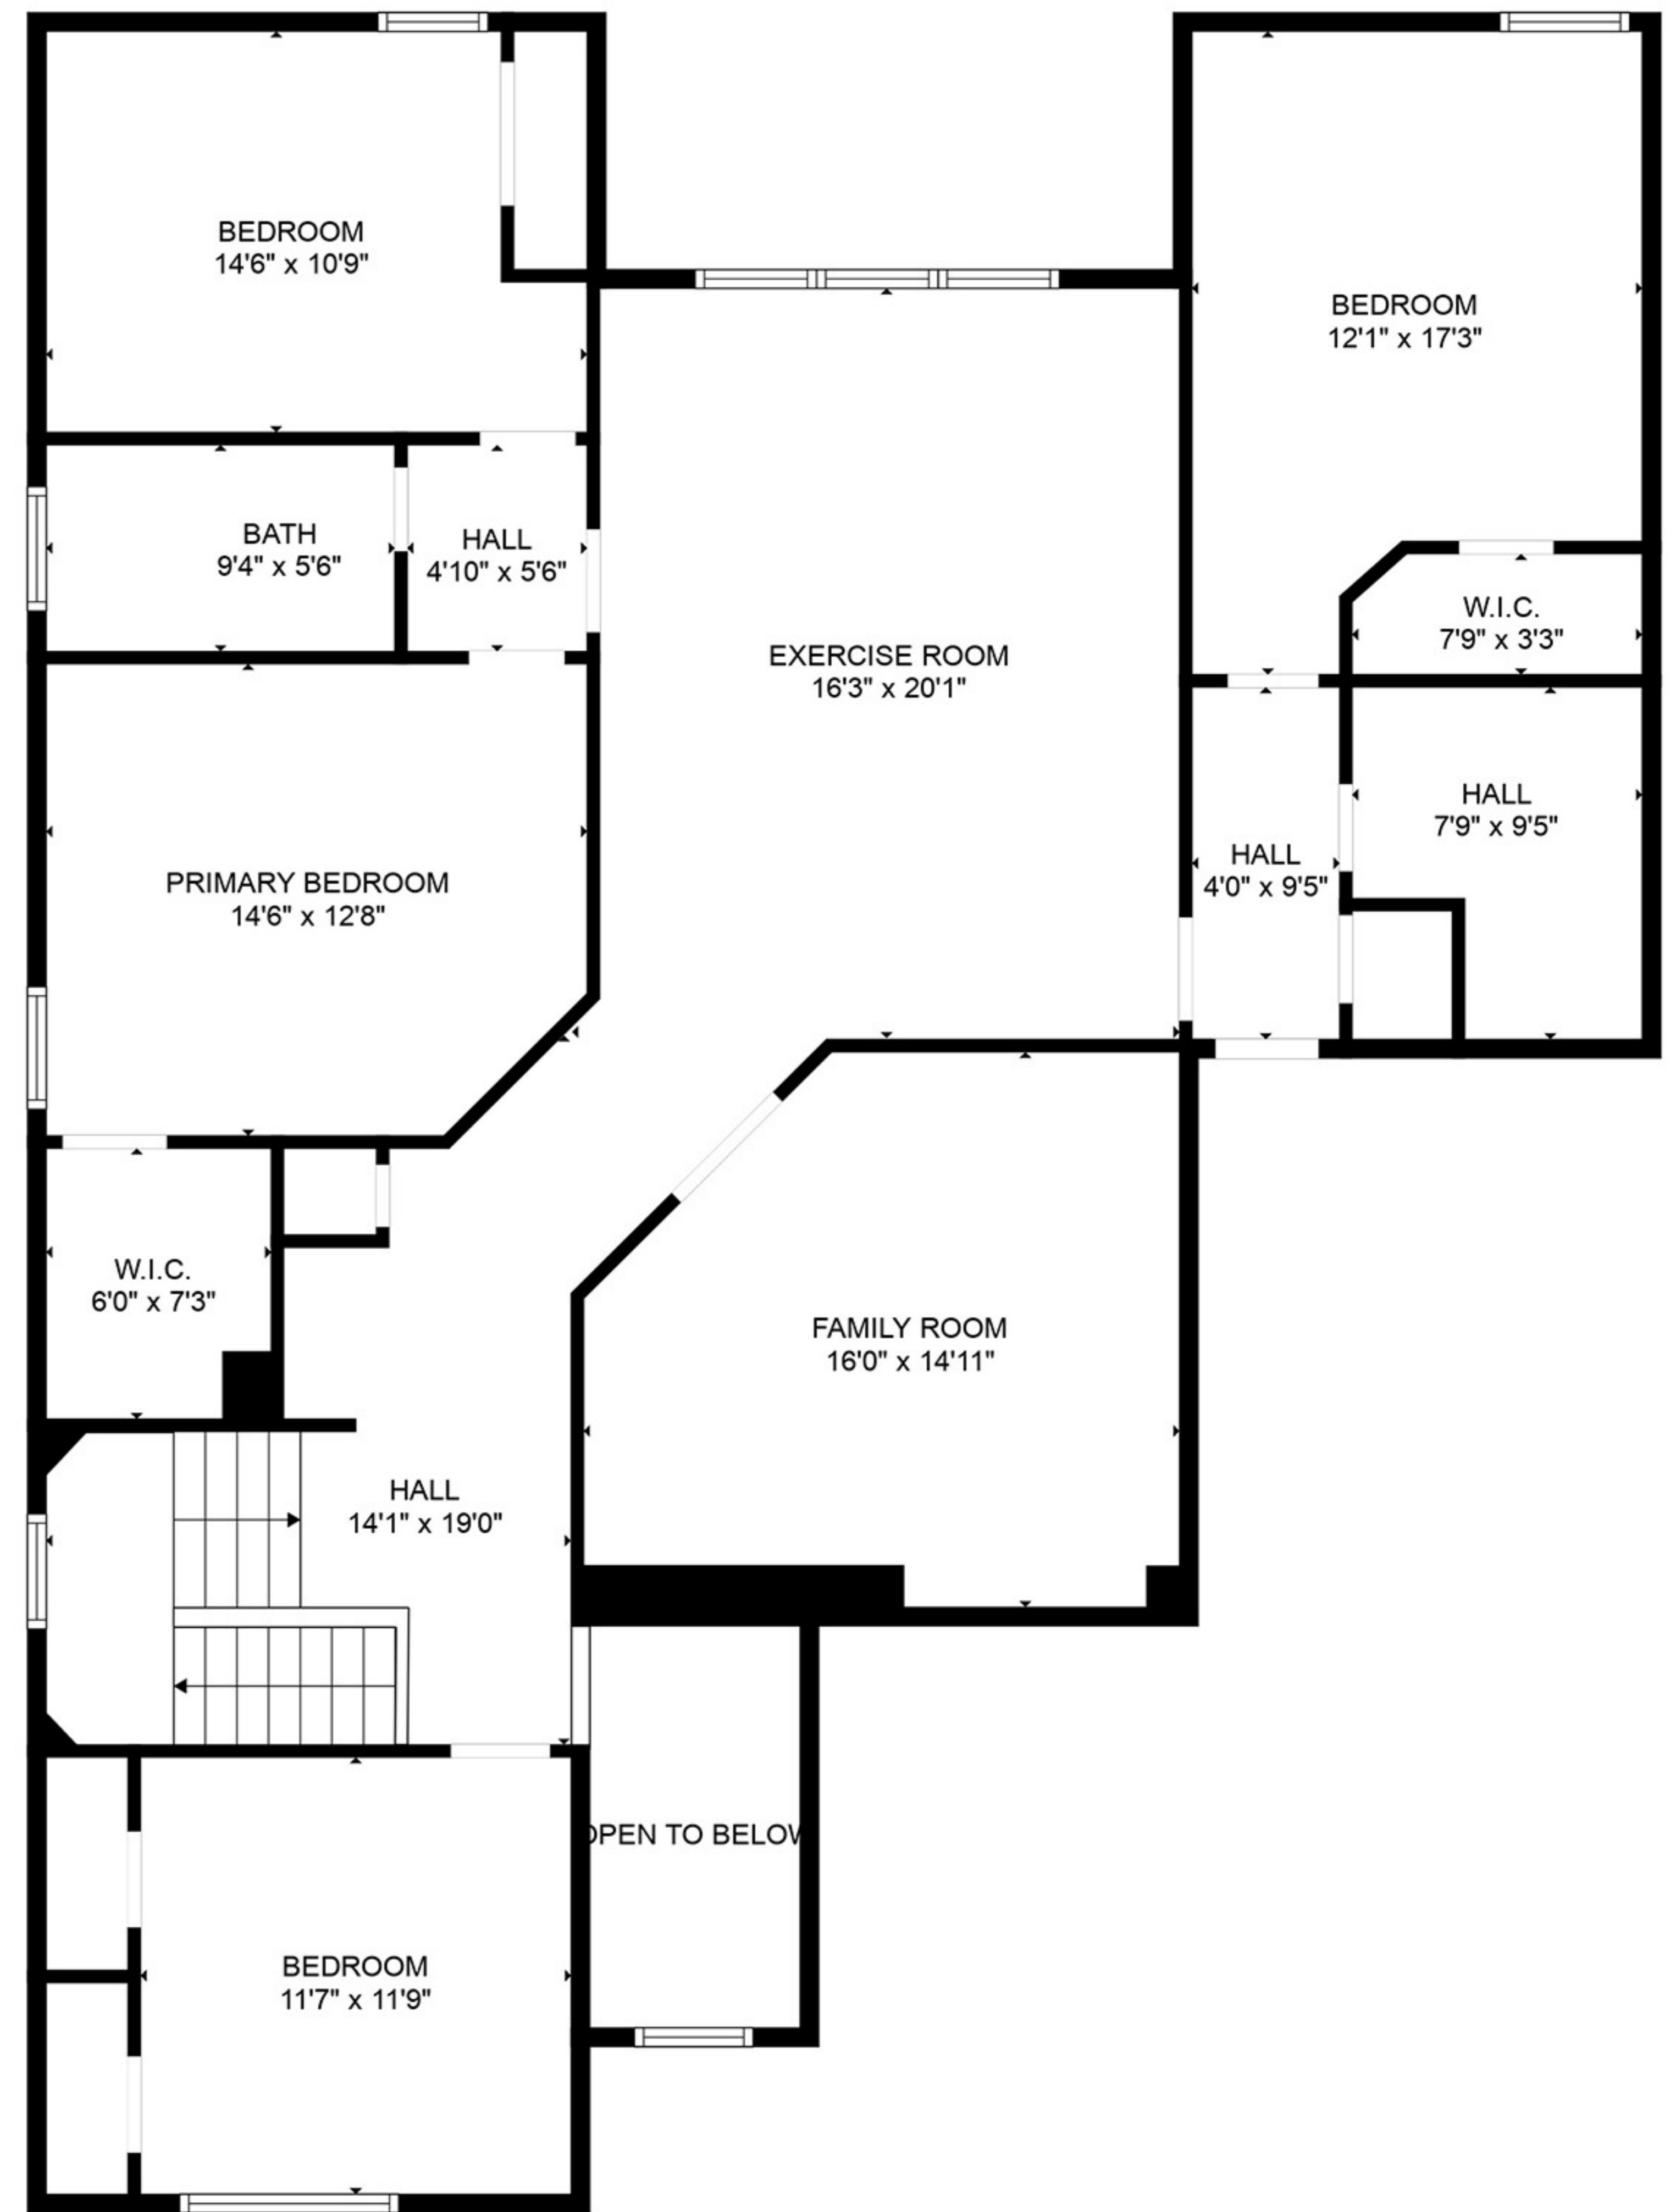 BEDROOM
14'6" x 10'9"
BEDROOM
12'1" x 17'3"
BATH
9'4" x 5'6"
HALL
4'10" x 5'6"
W.I.C.
7'9" x 3'3"
EXERCISE ROOM
16'3" x 20'1"
HALL
7'9" x 9'5"
HALL
4'0" x 9'5"
PRIMARY BEDROOM
14'6" x 12'8"
W.I.C.
6'0" x 7'3"
FAMILY ROOM
16'0" x 14'11"
HALL
14'1" x 19'0"
OPEN TO BELOW
BEDROOM
11'7" x 11'9"